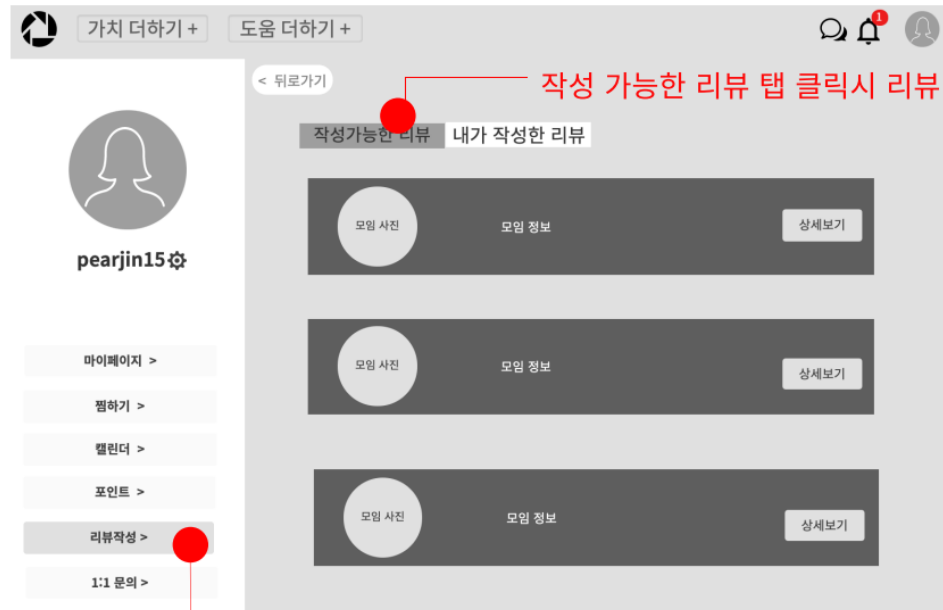 가치 더하기 +
도움 더하기 +
1
< 뒤로가기
작성 가능한 리뷰 탭 클릭시 리뷰
작성가능한 리뷰
내가 작성한 리뷰
모임 사진
모임 정보
상세보기
pearjin15
모임 사진
모임 정보
상세보기
마이페이지 >
찜하기 >
캘린더 >
포인트 >
리뷰작성 >
1:1 문의 >
모임 사진
모임 정보
상세보기